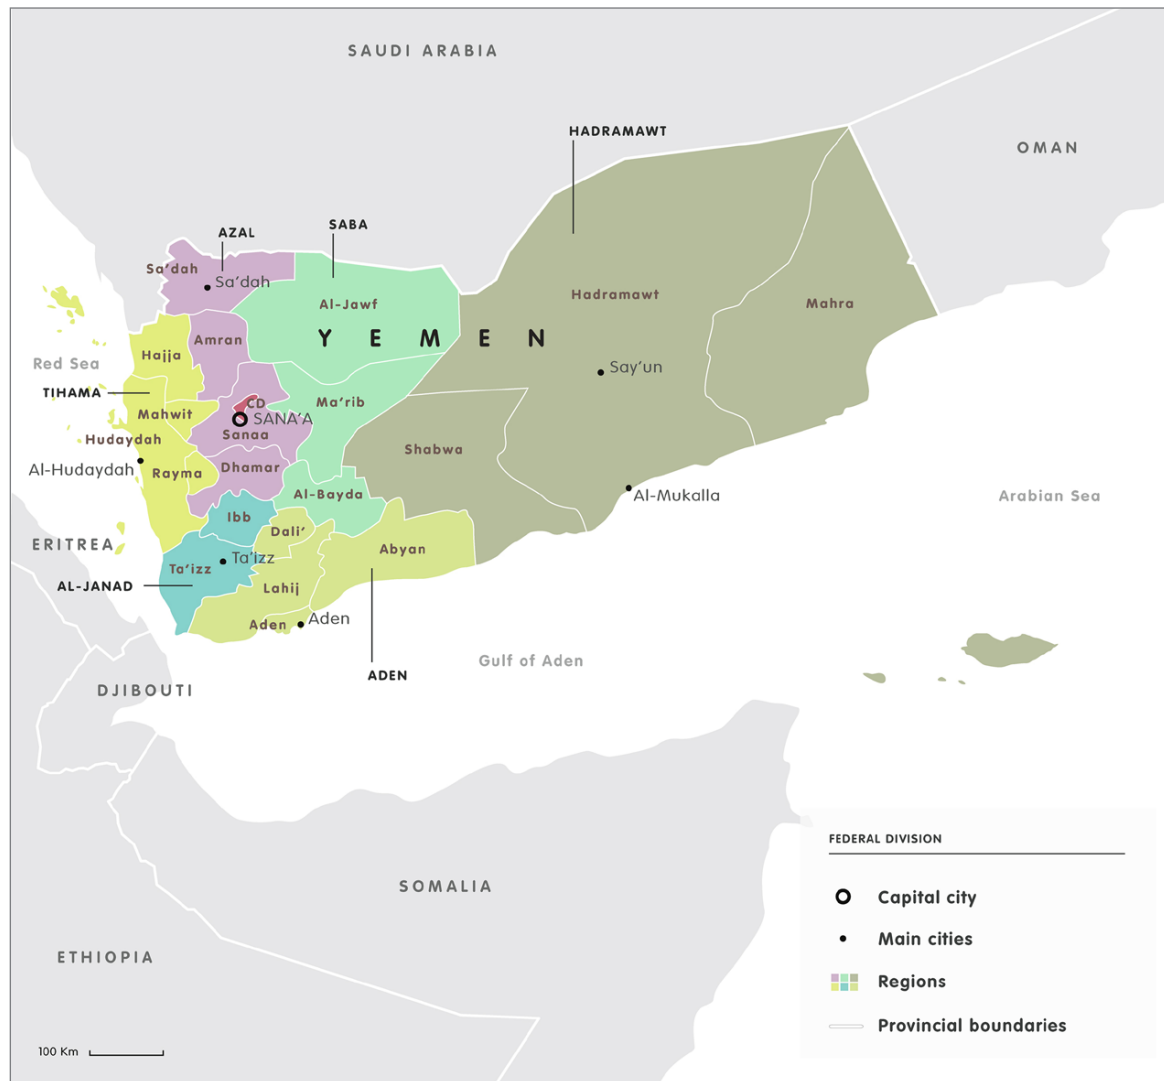 SAUDI ARABIA
HADRAMAWT
OMAN
SABA
AZAL
Sa'dah
Sa'dah
Al-Jawf
Hadramawt
Mahra
YEMEN
Amran
Hajja
Red Sea
Say'un
TIHAMA
CD
Ma'rib
Mahwit
SANA'A
Sanaa
Hudaydah
Shabwa
Al-Hudaydah
Rayma
Dhamar
Al-Bayda
Al-Mukalla
Arabian Sea
Ibb
Dali'
ERITREA
Abyan
Ta'izz
Ta'izz
AL-JANAD
Lahij
Aden
Aden
Gulf of Aden
ADEN
DJIBOUTI
FEDERAL DIVISION
SOMALIA
Capital city
Main cities
ETHIOPIA
Regions
Provincial boundaries
100 Km